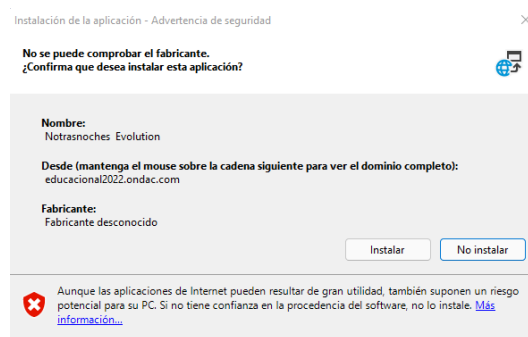 Instalación de la aplicación - Advertencia de seguridad
No se puede comprobar el fabricante.
¿Confirma que desea instalar esta aplicación?
Nombre:
Notrasnoches Evolution
Desde (mantenga el mouse sobre la cadena siguiente para ver el dominio completo):
educacional2022.ondac.com
Fabricante:
Fabricante desconocido
Instalar No instalar
Aunque las aplicaciones de Internet pueden resultar de gran utilidad, también suponen un riesgo
potencial para su PC. Si no tiene confianza en la procedencia del software, no lo instale. Más
información...